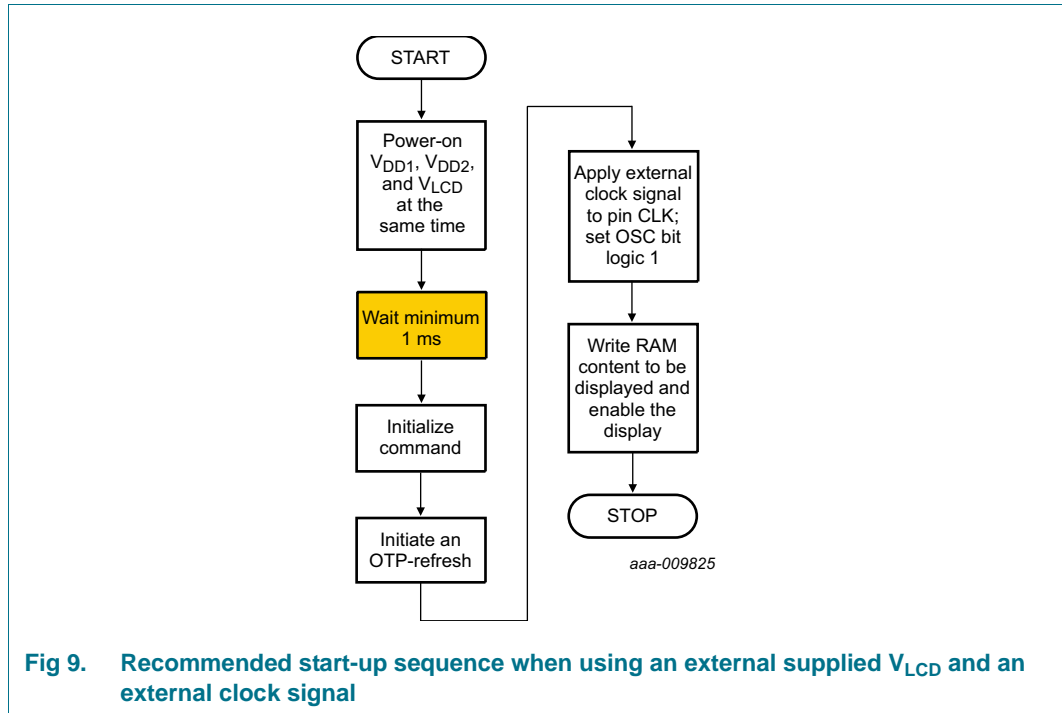 START
Power-on
VDD1, VDD2,
and VLCD
at the
same time
Wait minimum
1 ms
Initialize
command
Initiate an
OTP-refresh
Apply external
clock signal
to pin CLK;
set OSC bit
logic 1
Write RAM
content to be
displayed and
enable the
display
STOP
aaa-009825
Fig 9. Recommended start-up sequence when using an external supplied VLCD and an
external clock signal